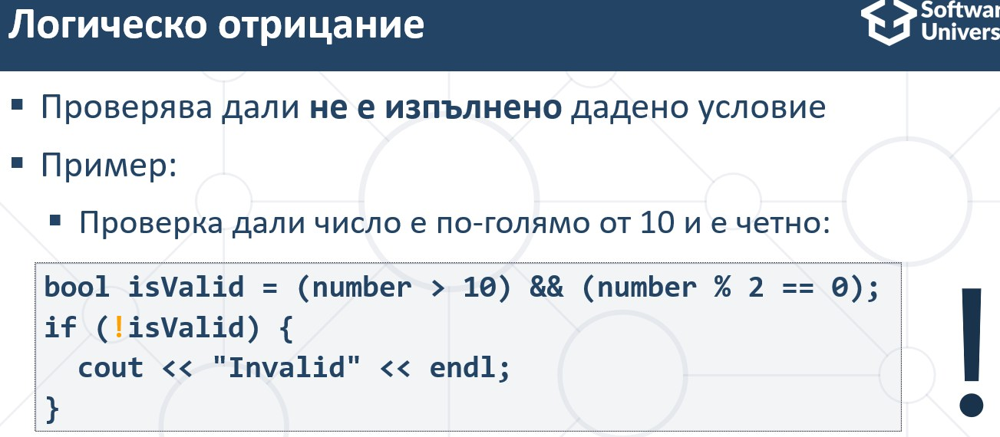 Логическо отрицание
Software
Univers
▪ Проверява дали не е изпълнено дадено условие
▪ Пример:
▪ Проверка дали число е по-голямо от 10 и е четно:
bool isValid = (number > 10) && (number % 2 == 0);
if (!isValid) {
  cout << "Invalid" << endl;
}
!